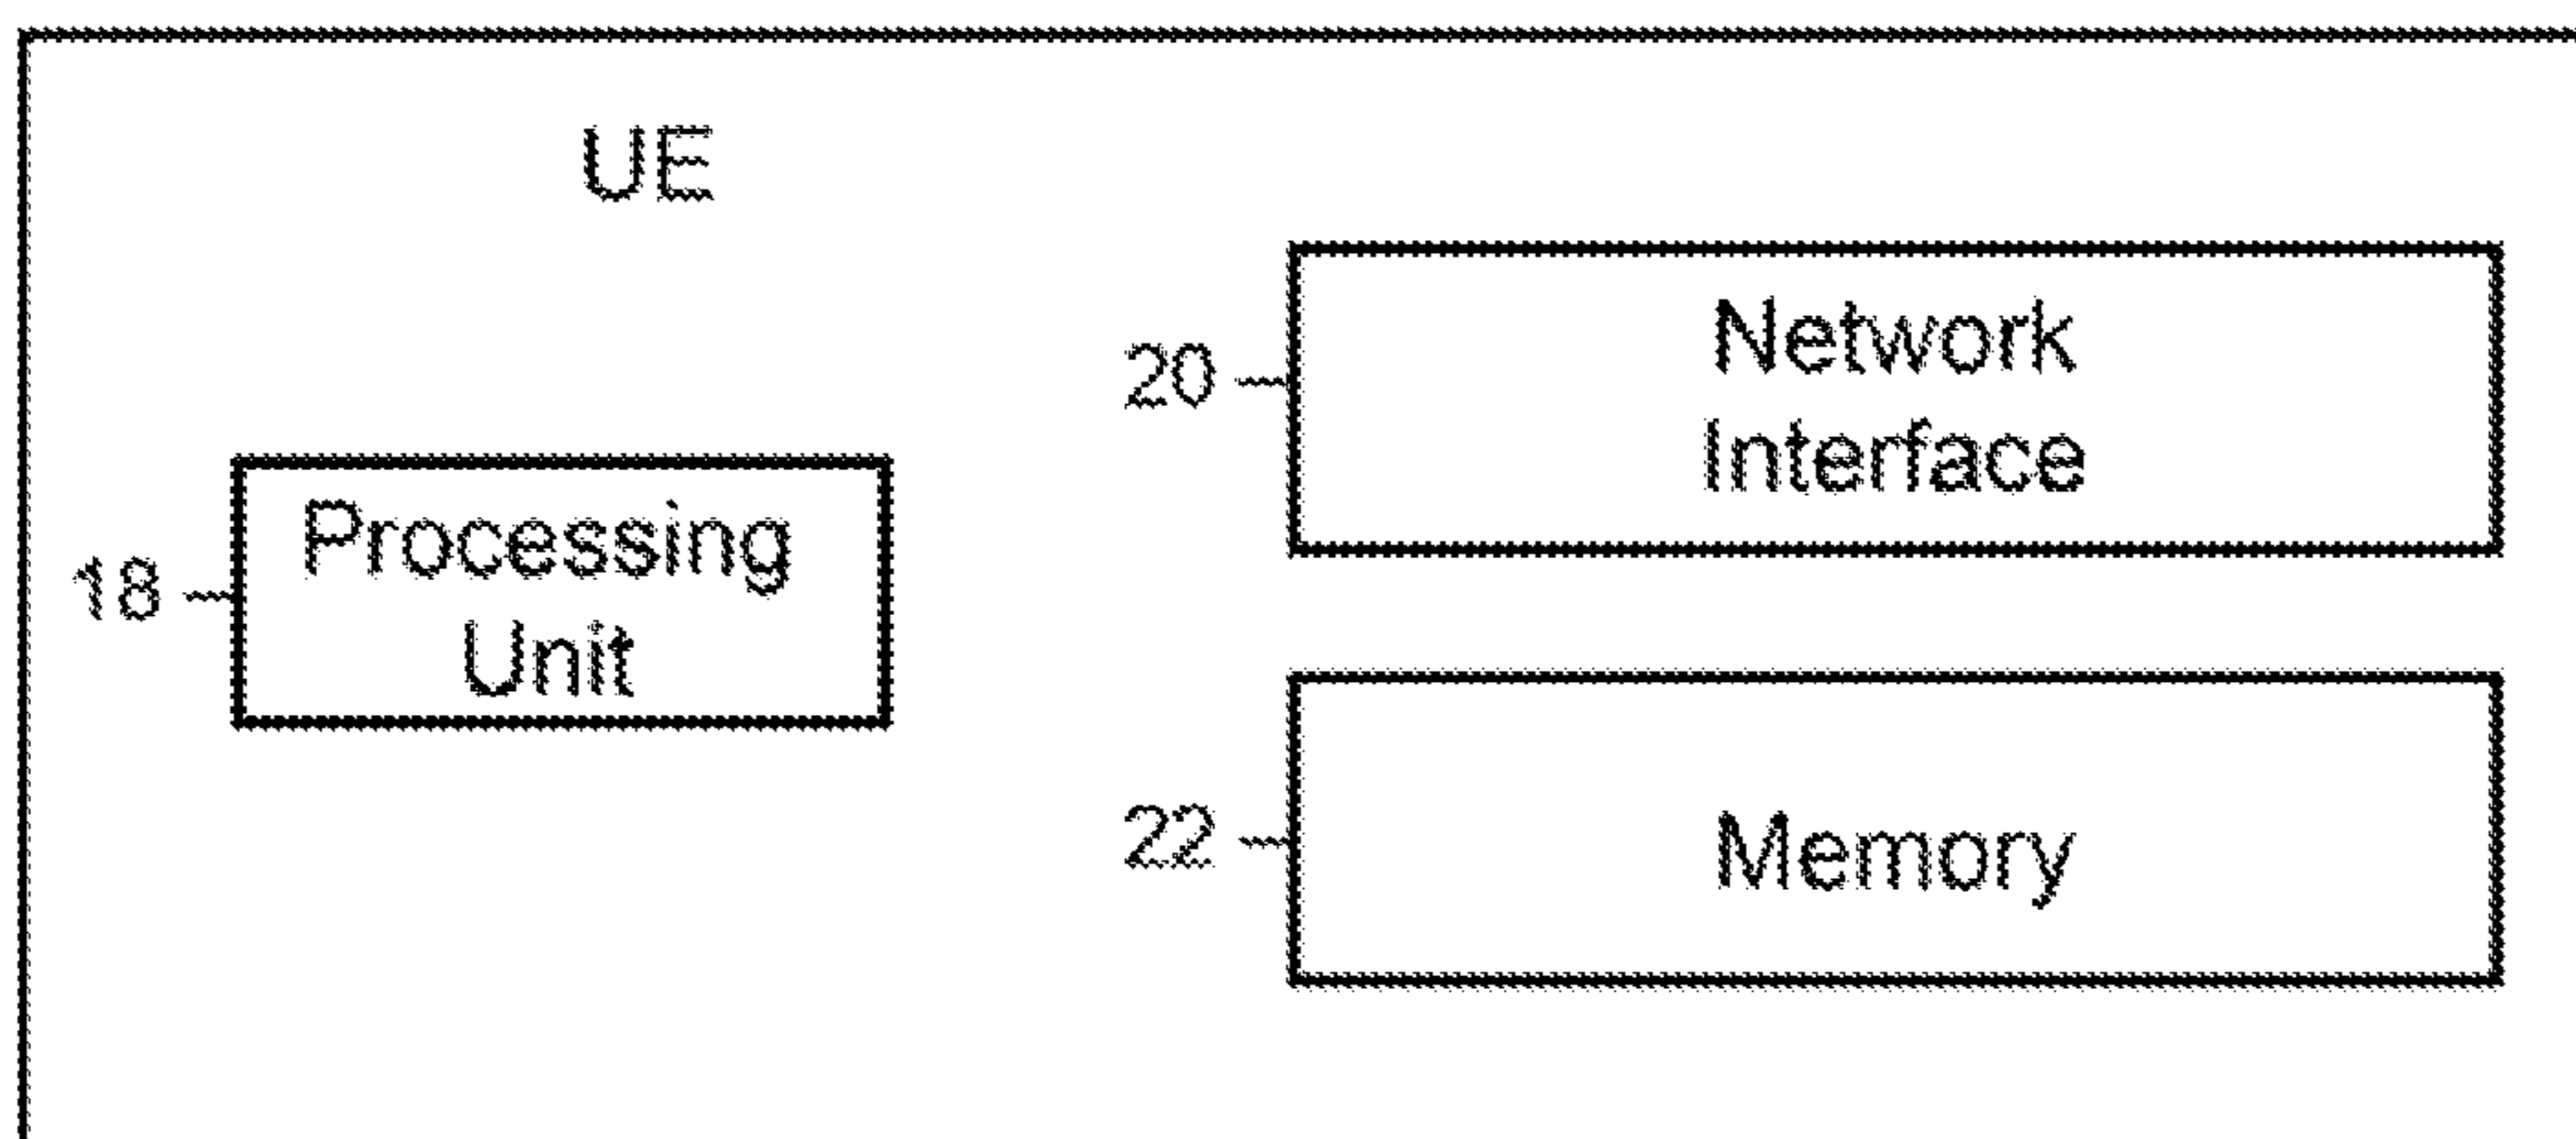 UE
18
Processing
Unit
20
Network
Interface
22
Memory